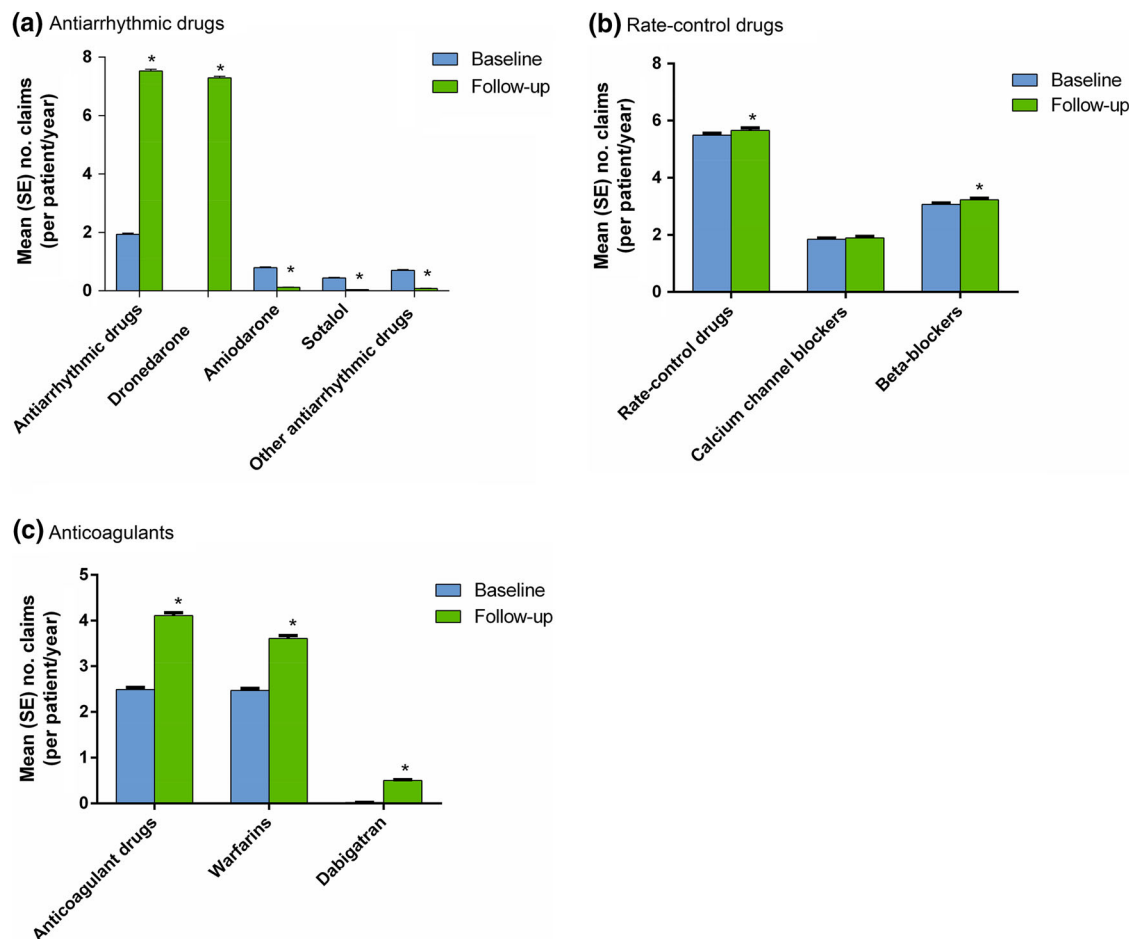 (a) Antiarrhythmic drugs
Mean (SE) no. claims
(per patient/year)
8
6
4
2
0
*
*
*
*
*
Baseline
Follow-up
Antiarrhythmic drugs
Dronedarone
Amiodarone
Sotalol
Other antiarrhythmic drugs
(b) Rate-control drugs
Mean (SE) no. claims
(per patient/year)
8
6
4
2
0
*
*
Baseline
Follow-up
Rate-control drugs
Calcium channel blockers
Beta-blockers
(c) Anticoagulants
Mean (SE) no. claims
(per patient/year)
5
4
3
2
1
0
*
*
*
Baseline
Follow-up
Anticoagulant drugs
Warfarins
Dabigatran